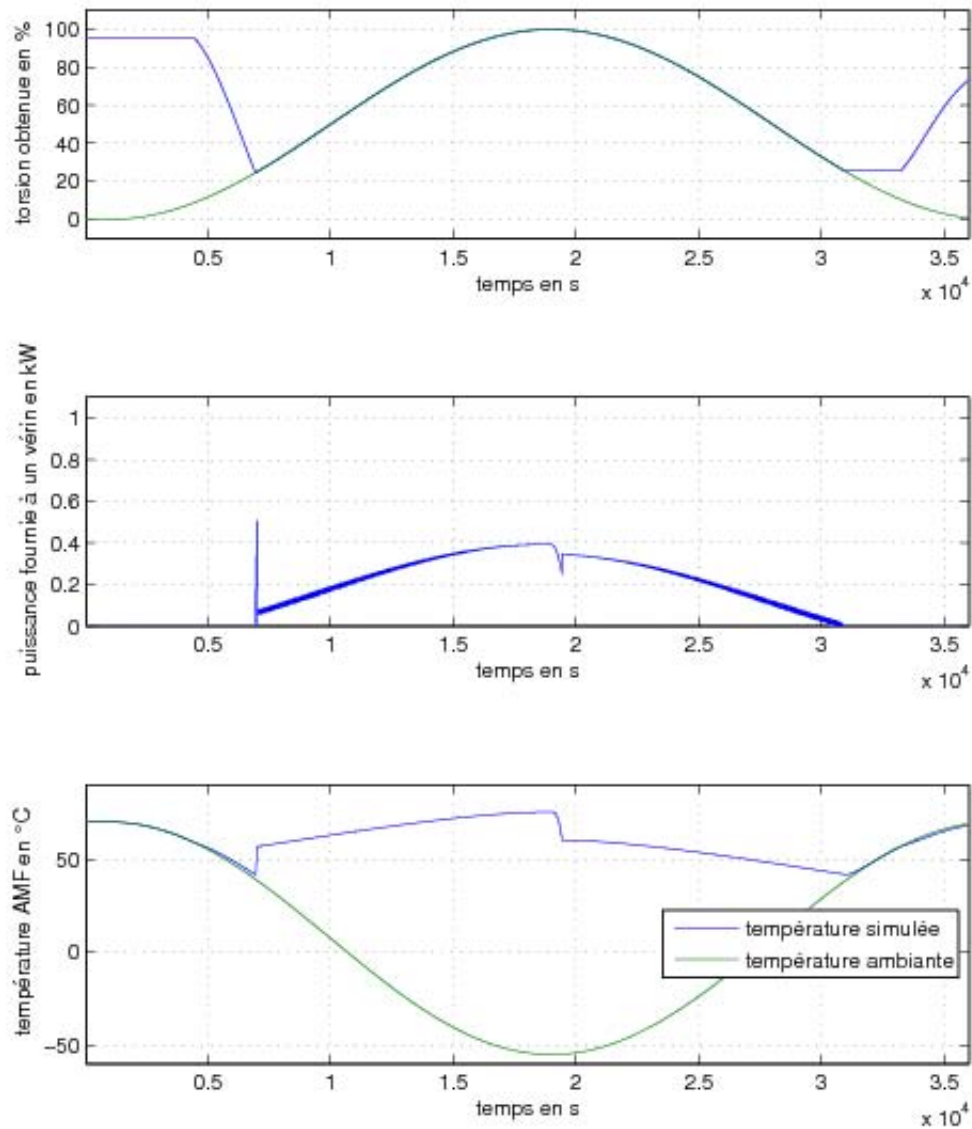 torsion obtenue en %
100
80
60
40
20
0
0.5 1 1.5 2 2.5 3 3.5
temps en s
x 10⁴
puissance fournie à un vérin en kW
1
0.8
0.6
0.4
0.2
0
0.5 1 1.5 2 2.5 3 3.5
temps en s
x 10⁴
température AMF en °C
50
0
−50
température simulée
température ambiante
0.5 1 1.5 2 2.5 3 3.5
temps en s
x 10⁴